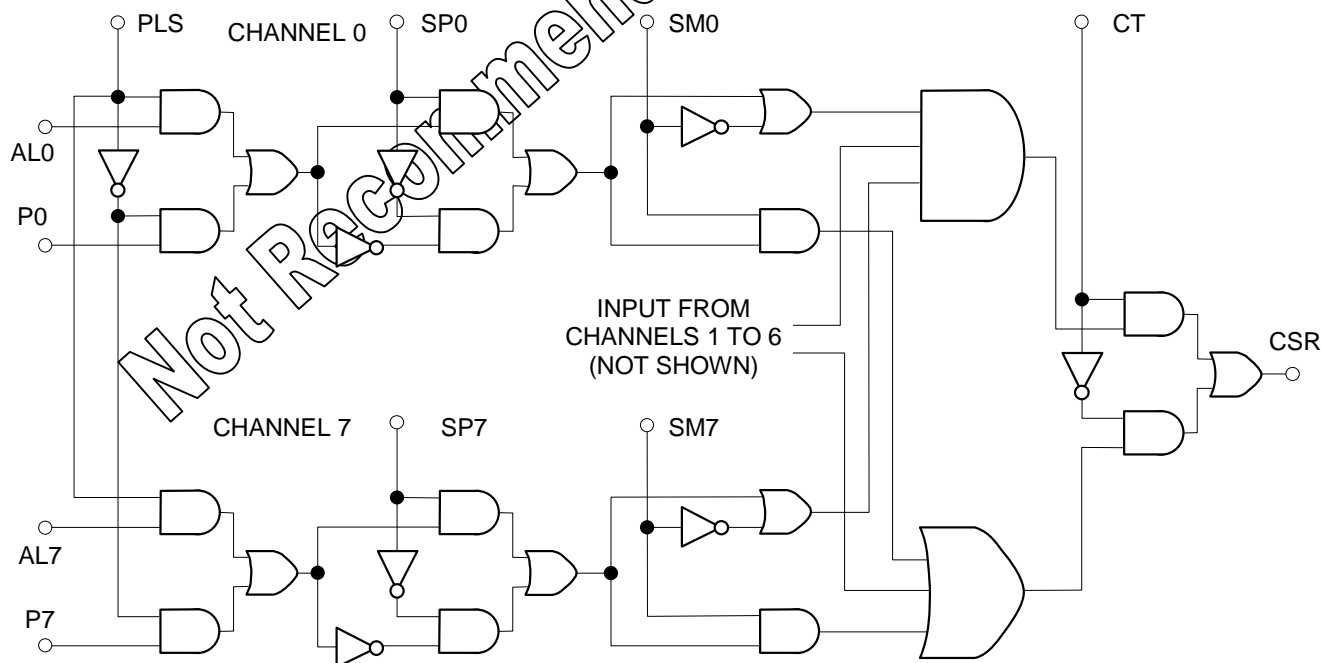 PLS
CHANNEL 0
SP0
SM0
CT
AL0
P0
INPUT FROM
CHANNELS 1 TO 6
(NOT SHOWN)
CSR
CHANNEL 7
SP7
SM7
AL7
P7
Not Recommen